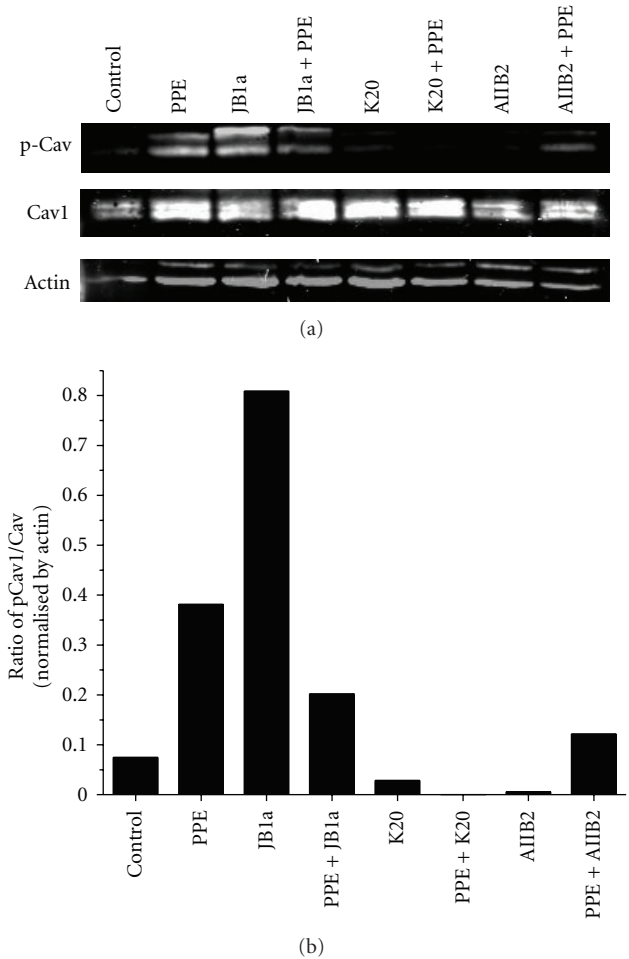 Control
PPE
JB1a
JB1a + PPE
K20
K20 + PPE
AIIB2
AIIB2 + PPE
p-Cav
Cav1
Actin
(a)
Ratio of pCav1/Cav
(normalised by actin)
0.8
0.7
0.6
0.5
0.4
0.3
0.2
0.1
0
Control
PPE
JB1a
PPE + JB1a
K20
PPE + K20
AIIB2
PPE + AIIB2
(b)